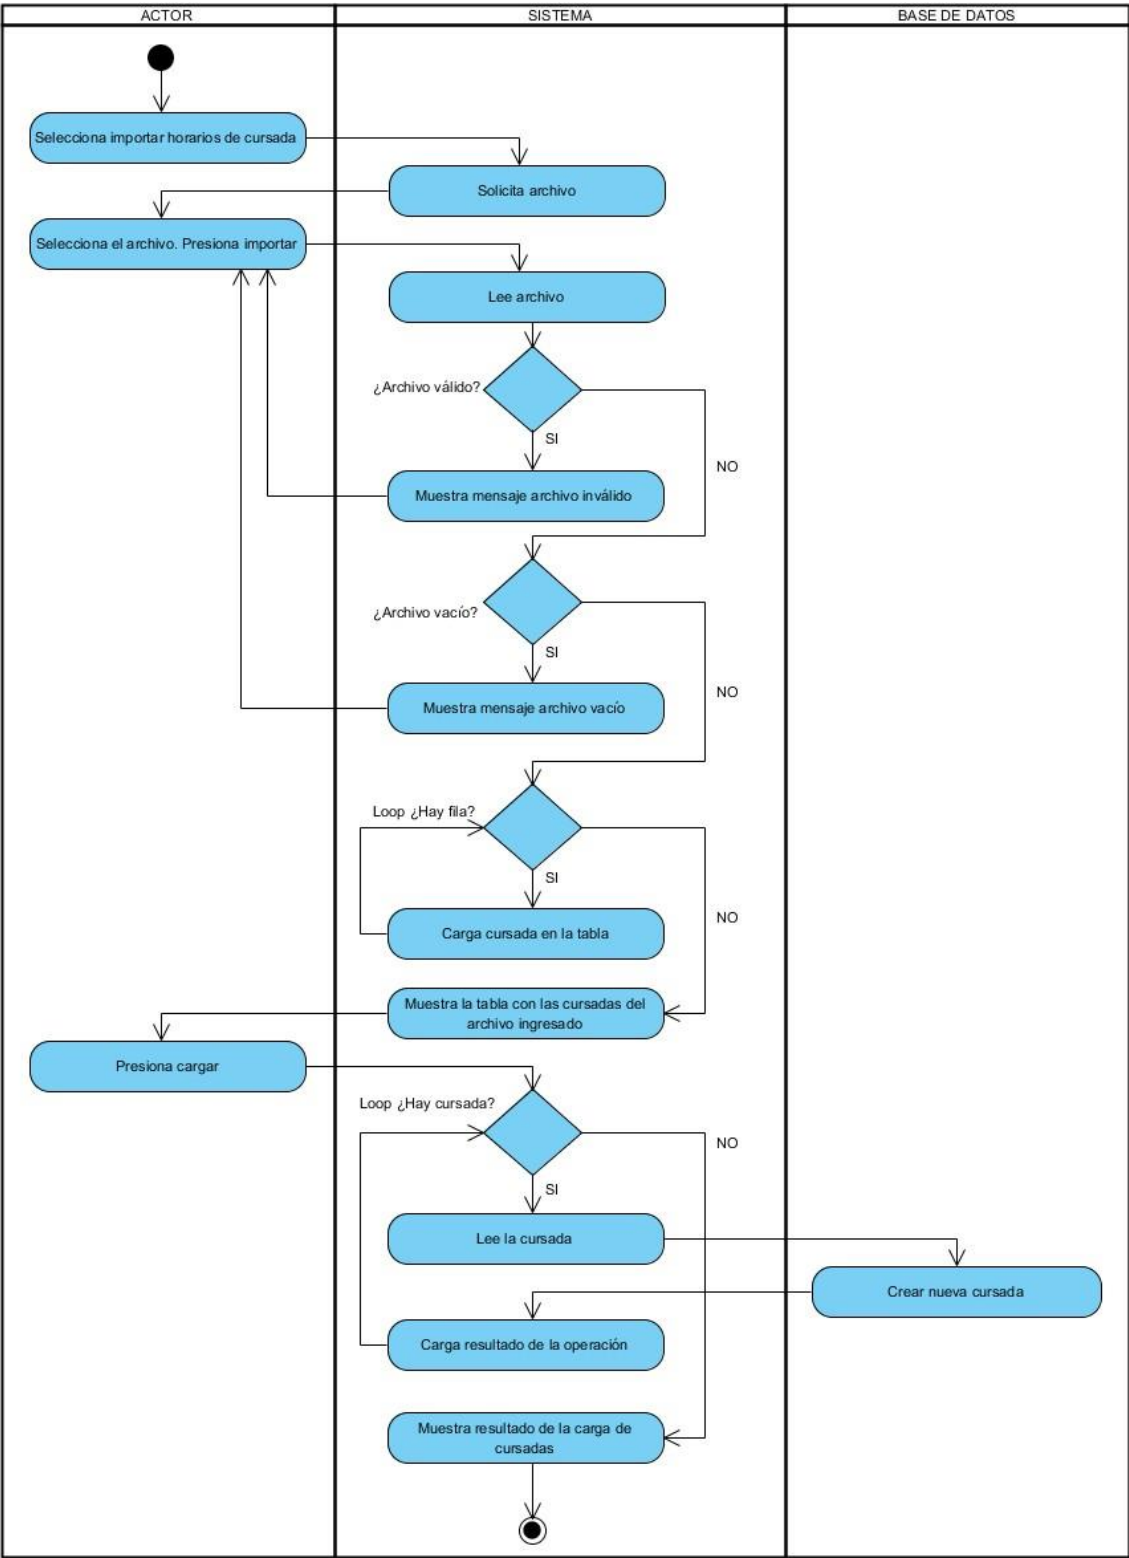 ACTOR
SISTEMA
BASE DE DATOS
Selecciona importar horarios de cursada
Solicita archivo
Selecciona el archivo. Presiona importar
Lee archivo
¿Archivo válido?
SI
NO
Muestra mensaje archivo inválido
¿Archivo vacío?
SI
NO
Muestra mensaje archivo vacío
Loop ¿Hay fila?
SI
NO
Carga cursada en la tabla
Muestra la tabla con las cursadas del
archivo ingresado
Presiona cargar
Loop ¿Hay cursada?
NO
SI
Lee la cursada
Crear nueva cursada
Carga resultado de la operación
Muestra resultado de la carga de
cursadas